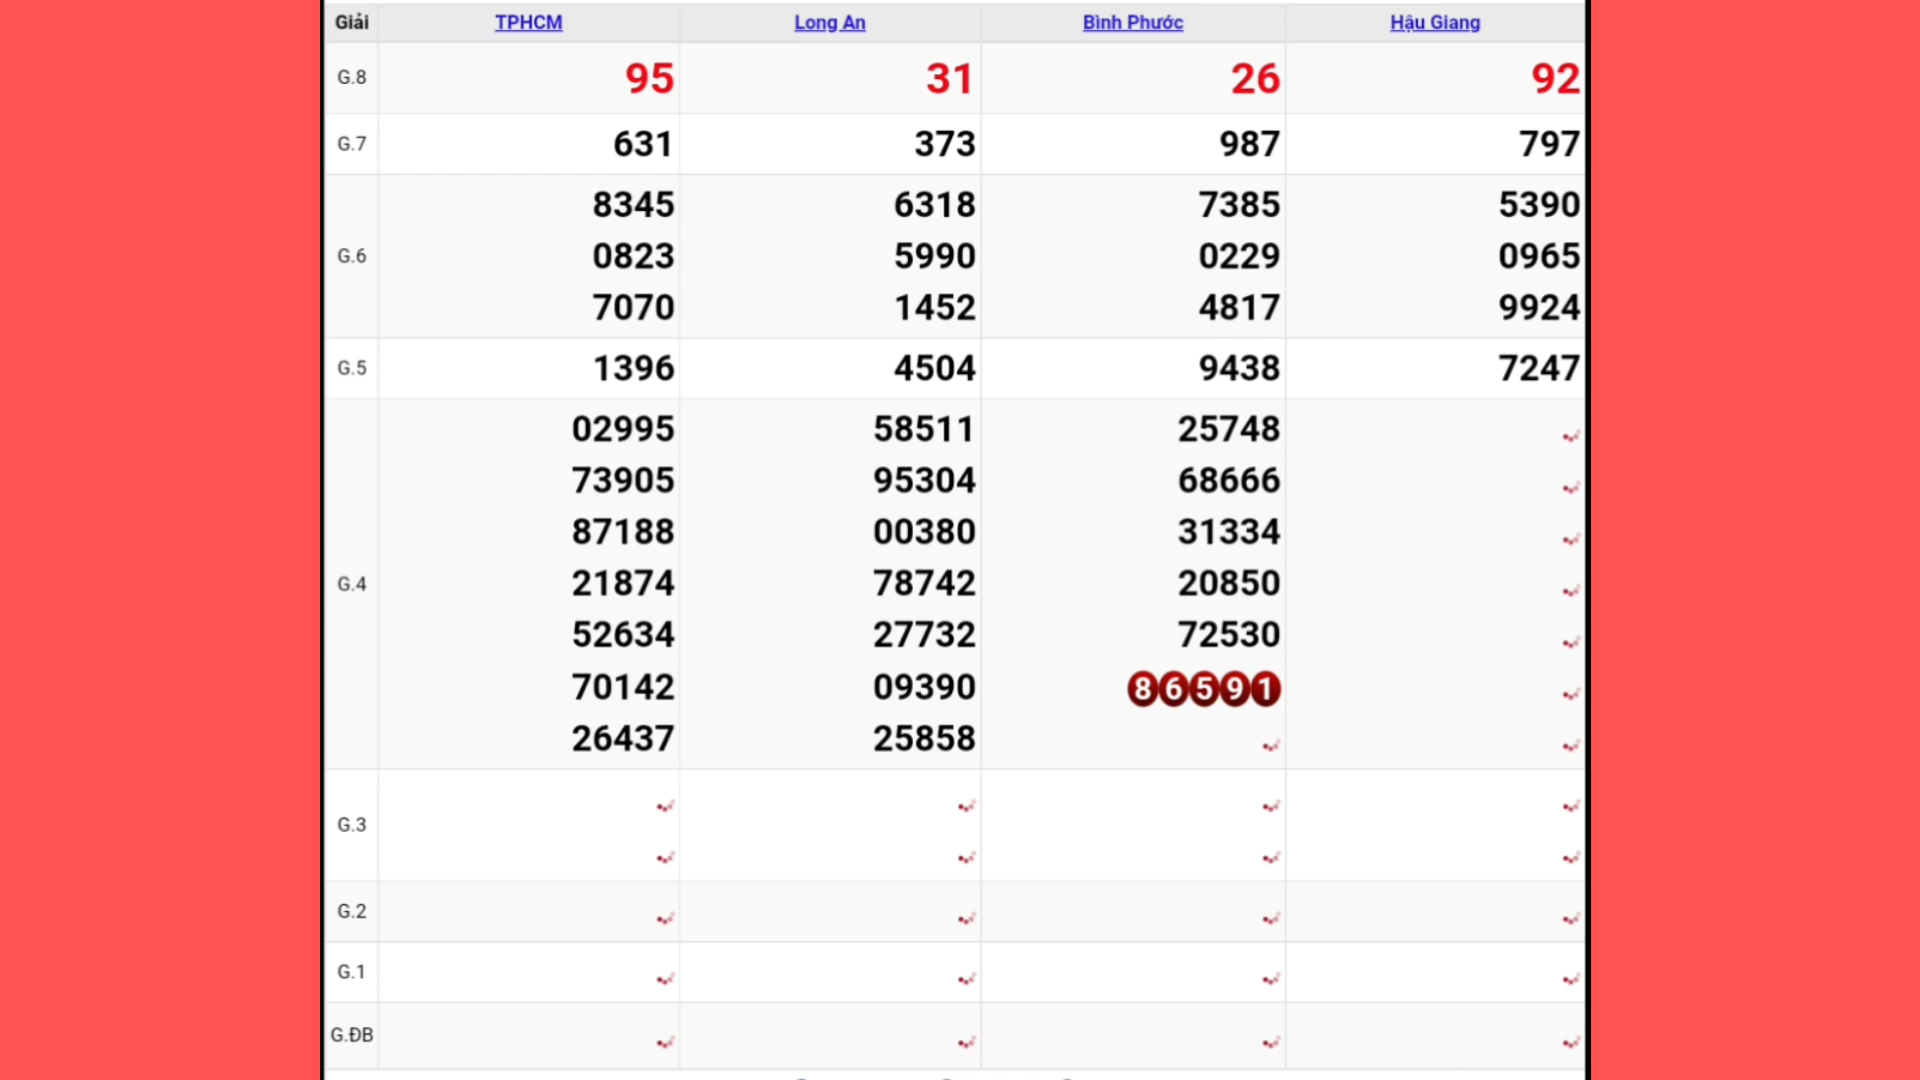 Giải TPHCM Long An Bình Phước Hậu Giang
G.8 95 31 26 92
G.7 631 373 987 797
8345 6318 7385 5390
G.6 0823 5990 0229 0965
7070 1452 4817 9924
G.5 1396 4504 9438 7247
02995 58511 25748
73905 95304 68666
87188 00380 31334
G.4 21874 78742 20850
52634 27732 72530
70142 09390 86591
26437 25858
G.3
G.2
G.1
G.ĐB